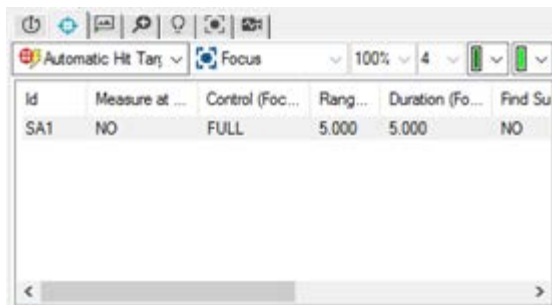 Automatic Hit Targ Focus 100% 4
Id Measure at ... Control (Foc... Rang... Duration (Fo... Find Su
SA1 NO FULL 5.000 5.000 NO